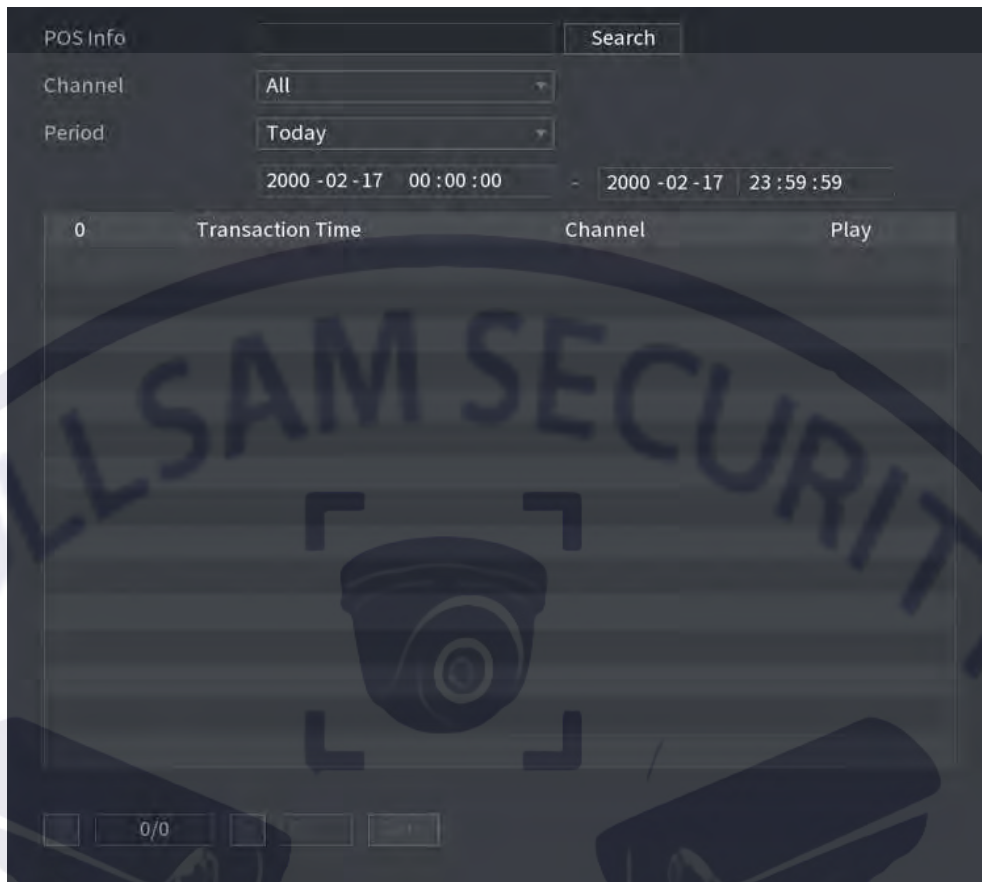 POS Info Search
Channel All
Period Today
2000 -02 -17 00 :00 :00 - 2000 -02 -17 23 :59 :59
0 Transaction Time Channel Play
LLSAM SECURIT
0/0